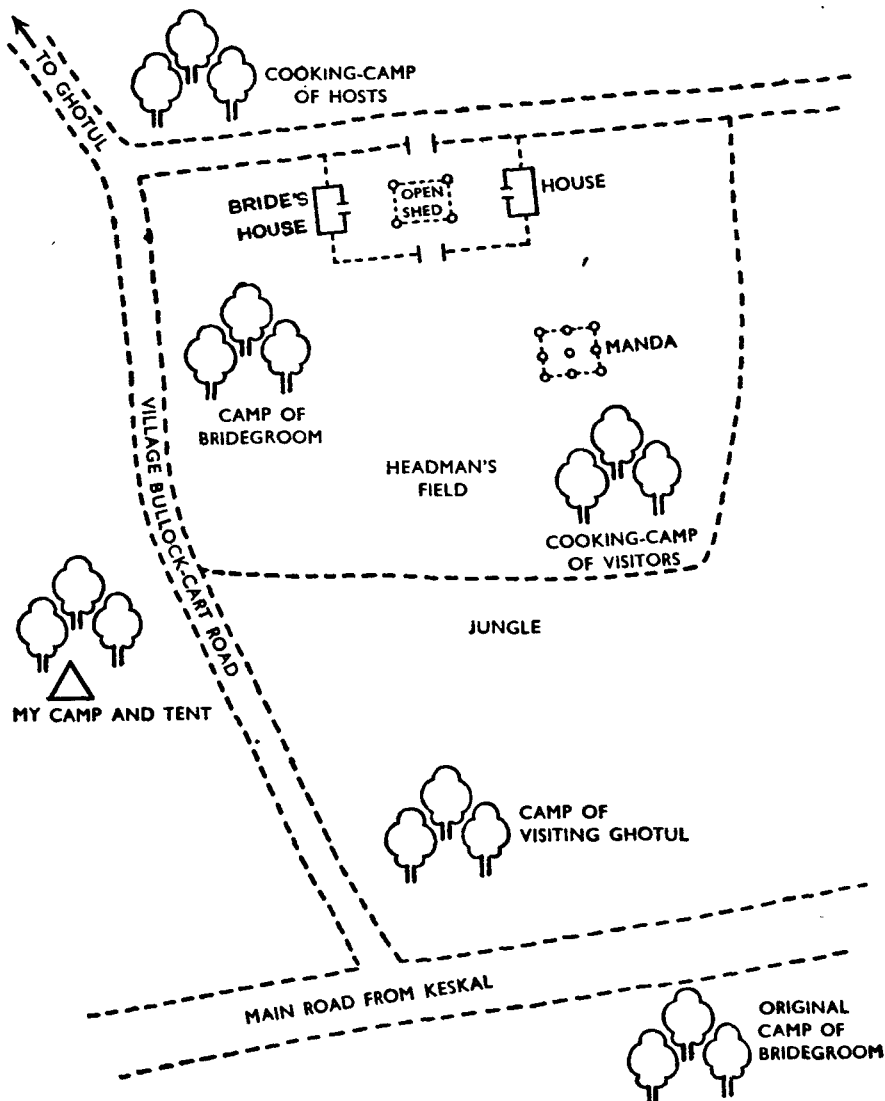 TO GHOTUL
COOKING-CAMP
OF HOSTS
BRIDE'S
HOUSE
OPEN
SHED
HOUSE
MANDA
CAMP OF
BRIDEGROOM
VILLAGE BULLOCK-CART ROAD
HEADMAN'S
FIELD
COOKING-CAMP
OF VISITORS
JUNGLE
MY CAMP AND TENT
CAMP OF
VISITING GHOTUL
MAIN ROAD FROM KESKAL
ORIGINAL
CAMP OF
BRIDEGROOM